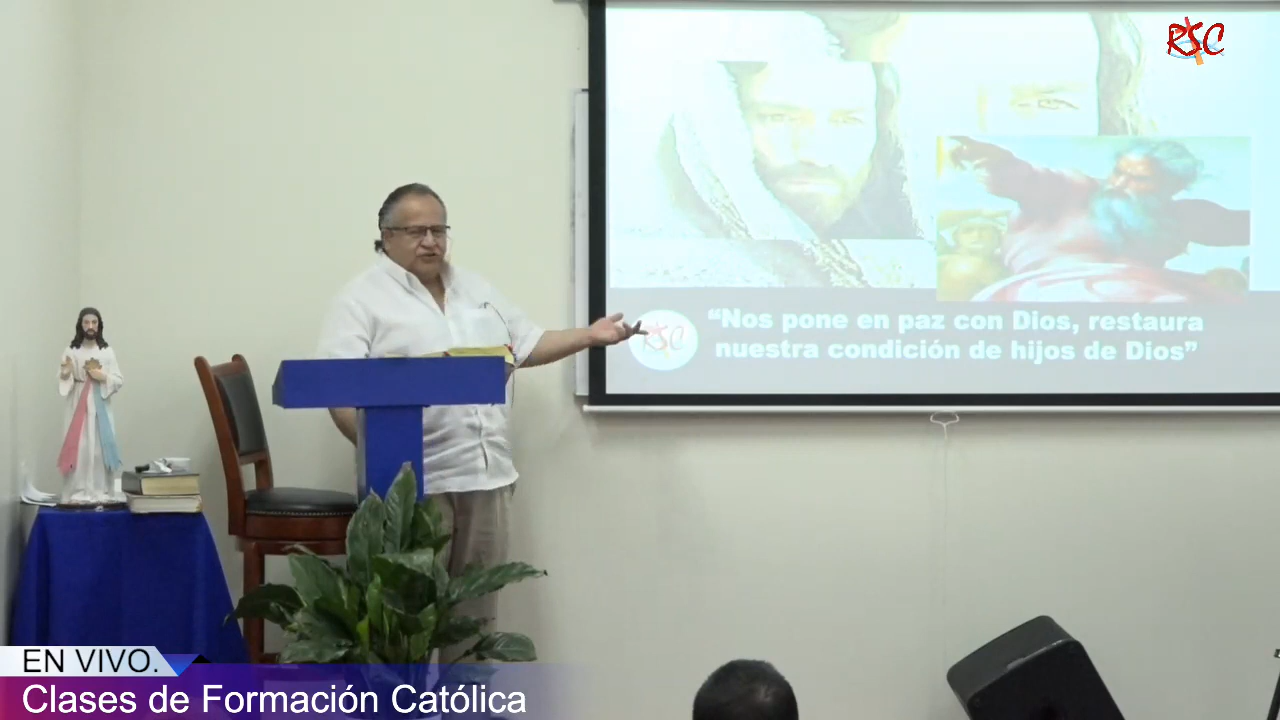 RSC
RSC
“Nos pone en paz con Dios, restaura
nuestra condición de hijos de Dios”
EN VIVO.
Clases de Formación Católica